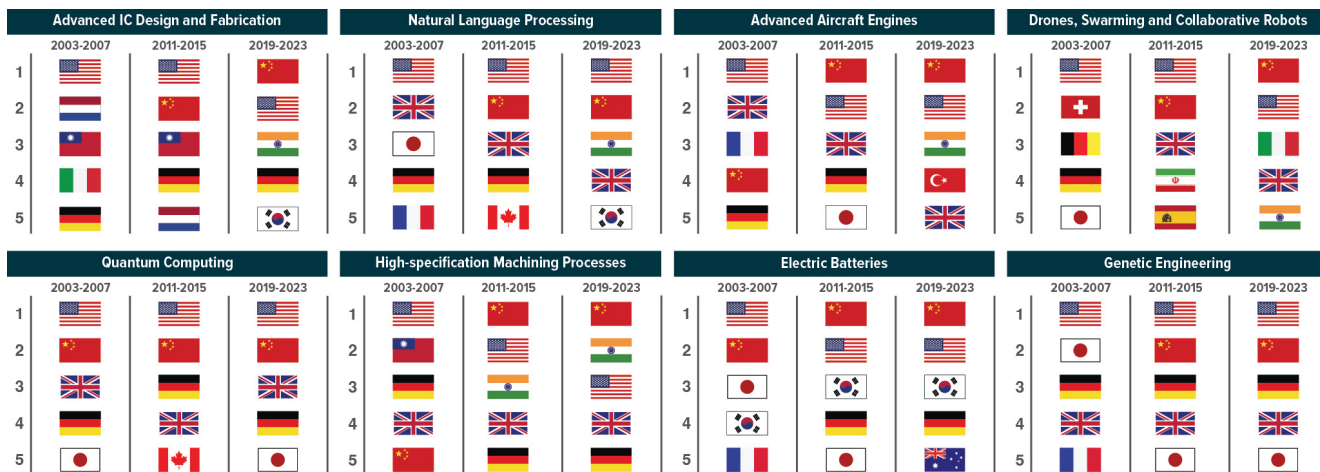 Advanced IC Design and Fabrication
2003-2007 2011-2015 2019-2023
1
2
3
4
5
Natural Language Processing
2003-2007 2011-2015 2019-2023
1
2
3
4
5
Advanced Aircraft Engines
2003-2007 2011-2015 2019-2023
1
2
3
4
5
Drones, Swarming and Collaborative Robots
2003-2007 2011-2015 2019-2023
1
2
3
4
5
Quantum Computing
2003-2007 2011-2015 2019-2023
1
2
3
4
5
High-specification Machining Processes
2003-2007 2011-2015 2019-2023
1
2
3
4
5
Electric Batteries
2003-2007 2011-2015 2019-2023
1
2
3
4
5
Genetic Engineering
2003-2007 2011-2015 2019-2023
1
2
3
4
5